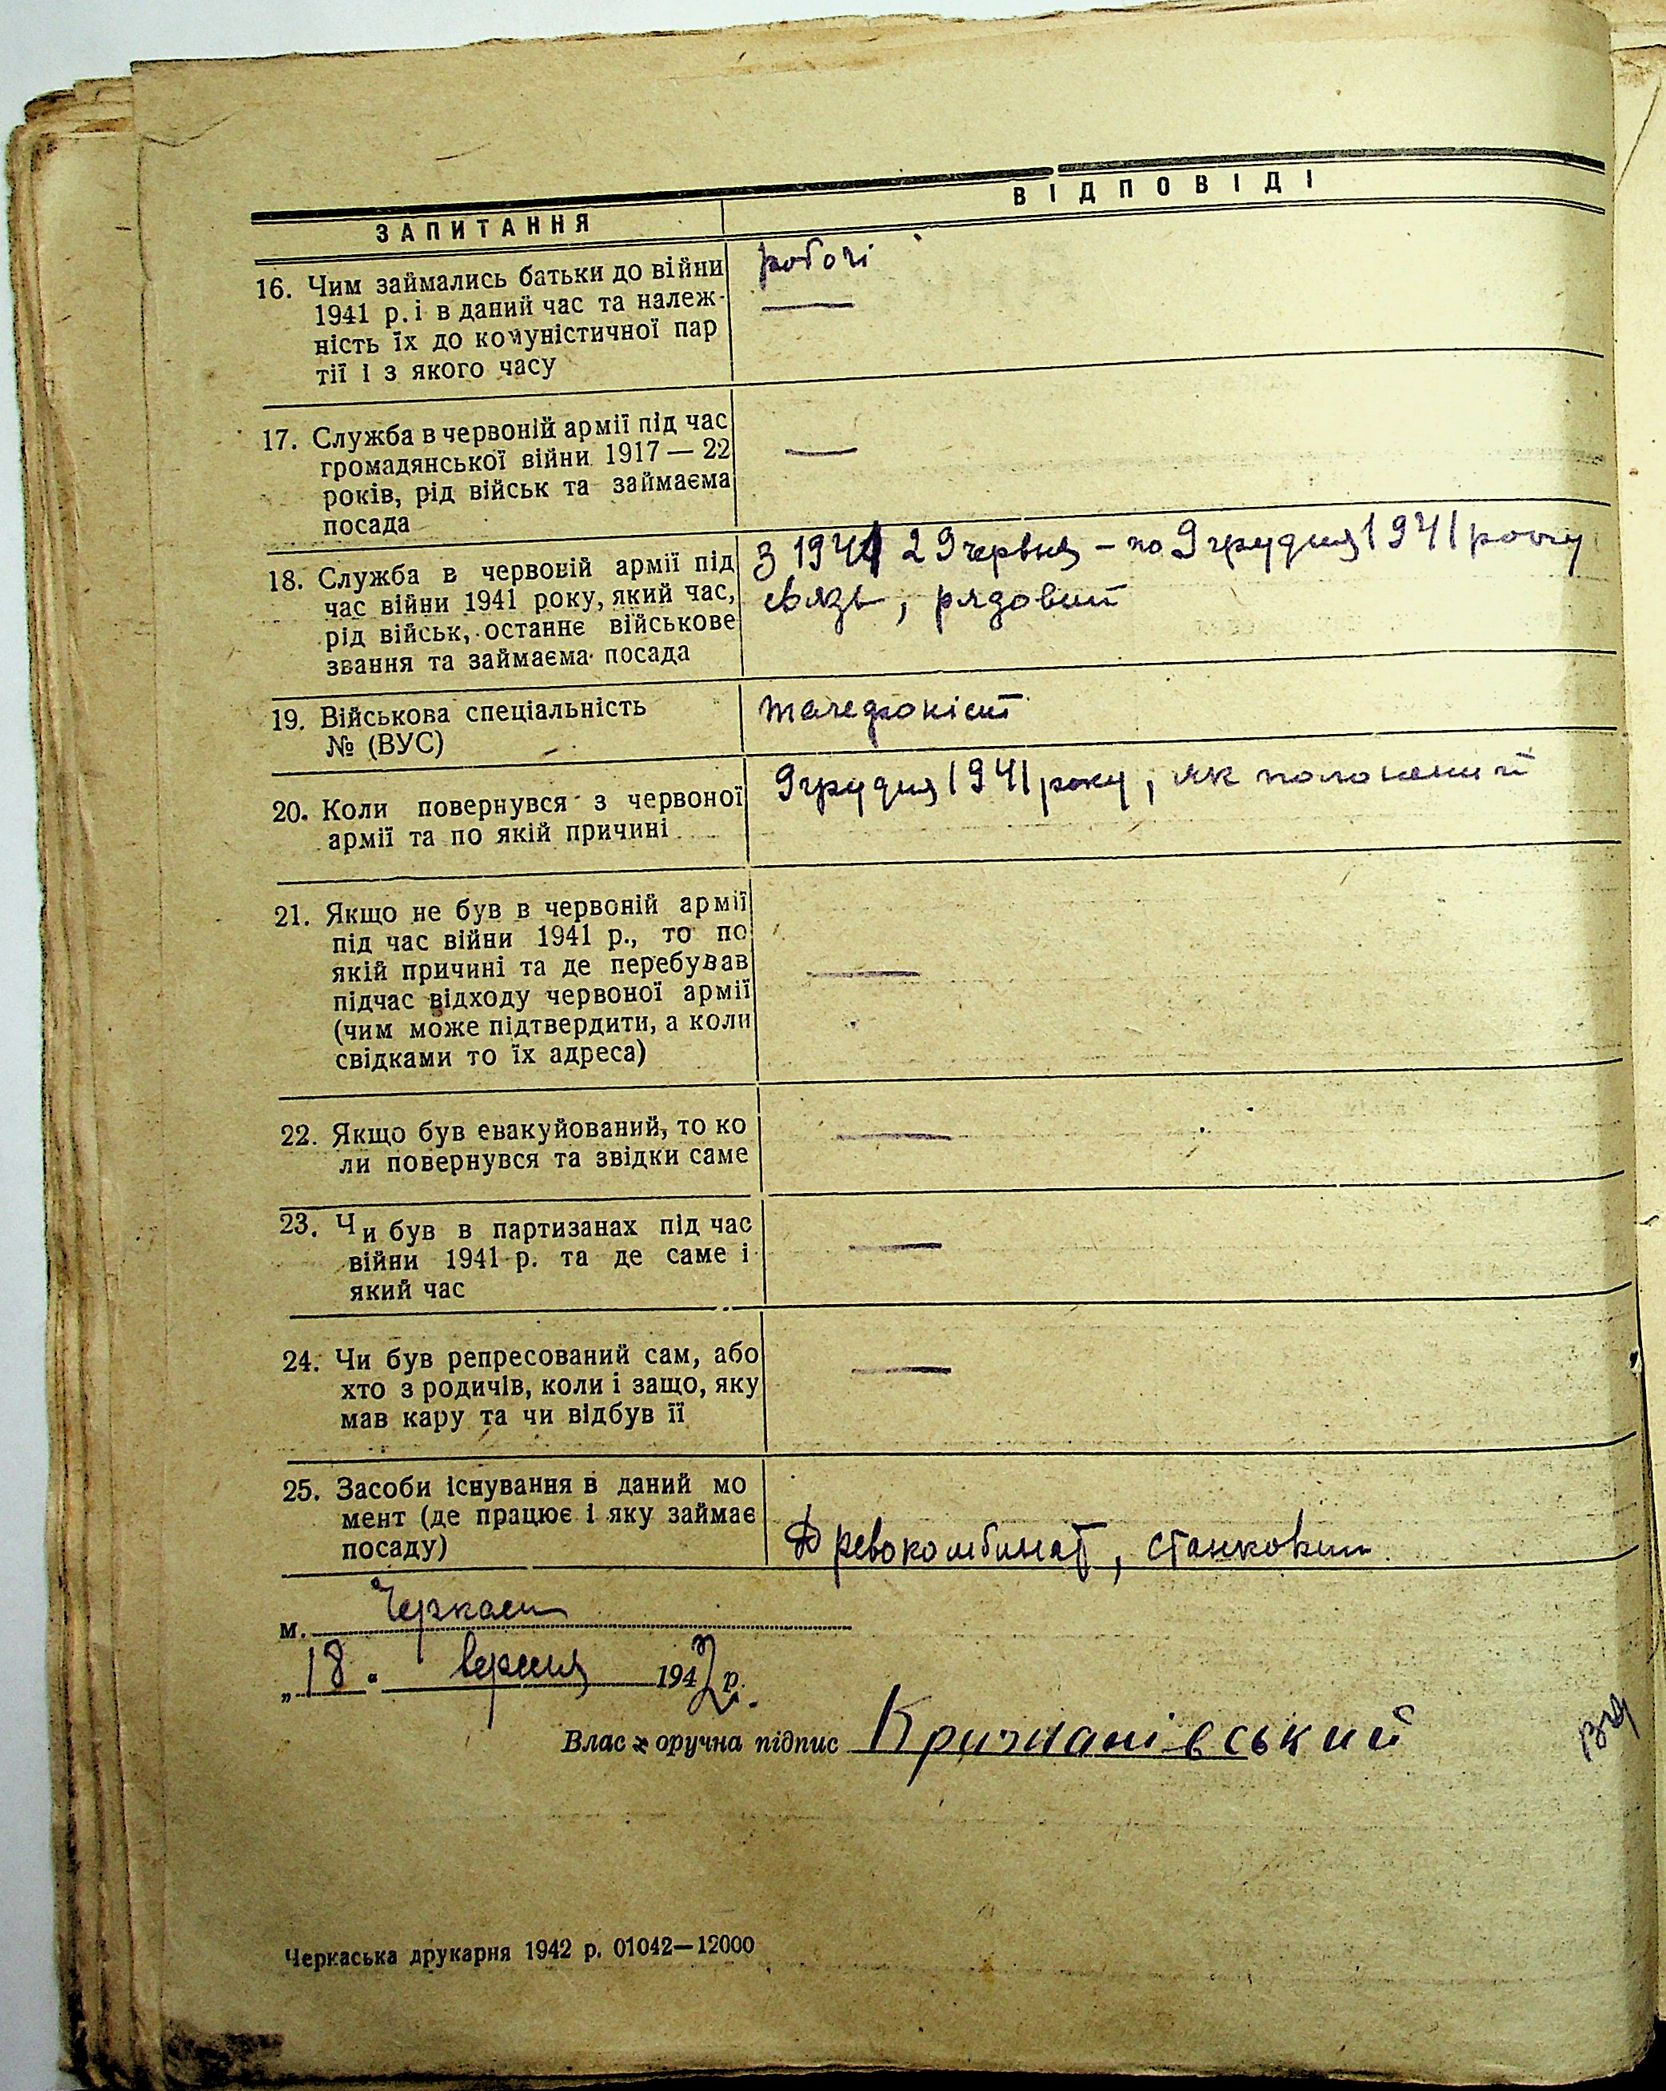 ЗАПИТАННЯ
ВІДПОВІДІ
16. Чим займались батьки до війни
1941 р. і в даний час та належ-
ність їх до комуністичної пар
тії і з якого часу
робочі
—
17. Служба в червоній армії під час
громадянської війни 1917 — 22
років, рід військ та займаєма
посада
—
18. Служба в червоній армії під
час війни 1941 року, який час,
рід військ, останнє військове
звання та займаєма посада
З 1941 29 червня – по 9 грудня 1941 року
связь, рядовий
19. Військова спеціальність
№ (ВУС)
телефоніст
20. Коли повернувся з червоної
армії та по якій причині
9 грудня 1941 року, як полонений
21. Якщо не був в червоній армії
під час війни 1941 р., то по
якій причині та де перебував
підчас відходу червоної армії
(чим може підтвердити, а коли
свідками то їх адреса)
—
22. Якщо був евакуйований, то ко
ли повернувся та звідки саме
—
23. Чи був в партизанах під час
війни 1941 р. та де саме і
який час
—
24. Чи був репресований сам, або
хто з родичів, коли і защо, яку
мав кару та чи відбув її
—
25. Засоби існування в даний мо
мент (де працює і яку займає
посаду)
Древокомбинат, станковий
м. Черкаси
„18" вересня 1942 р.
Власноручна підпис
Черкаська друкарня 1942 р. 01042—12000